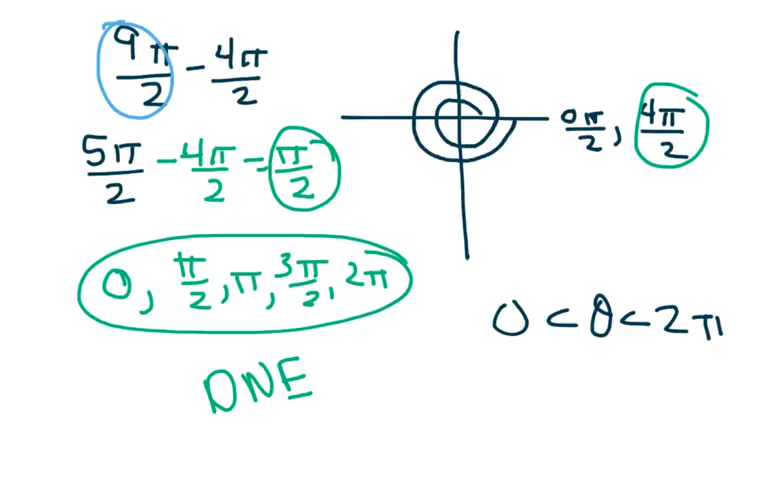 9π/2 - 4π/2
0π/2, 4π/2
5π/2 - 4π/2 = π/2
0, π/2, π, 3π/2, 2π
0 < θ < 2π
DNE